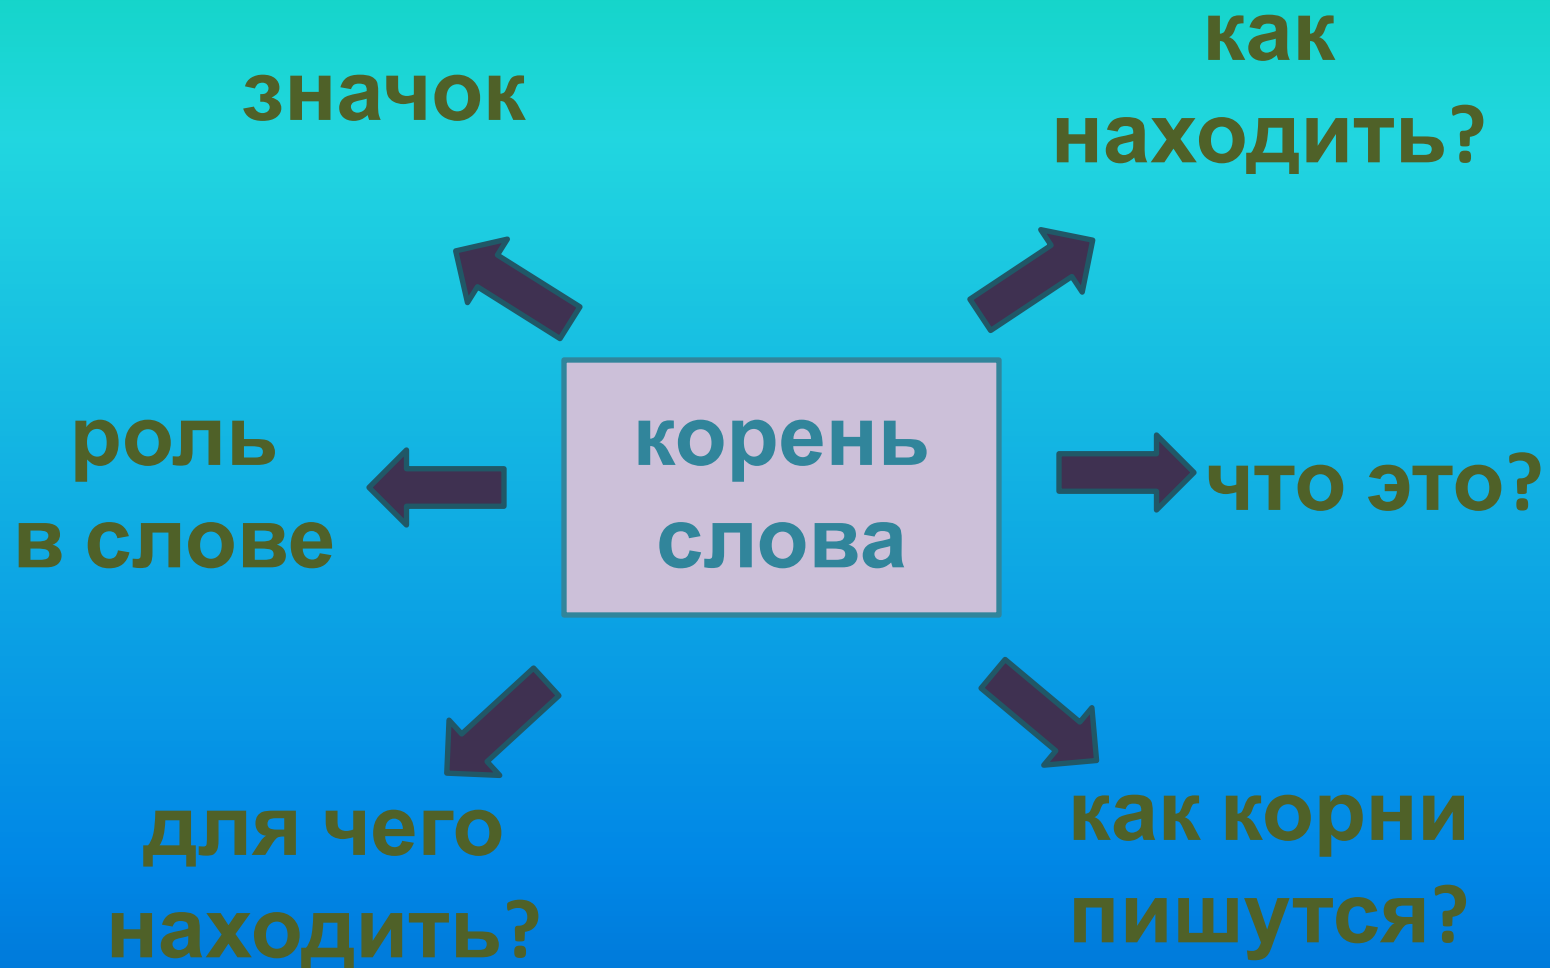 значок
как
находить?
роль
в слове
корень
слова
что это?
для чего
находить?
как корни
пишутся?